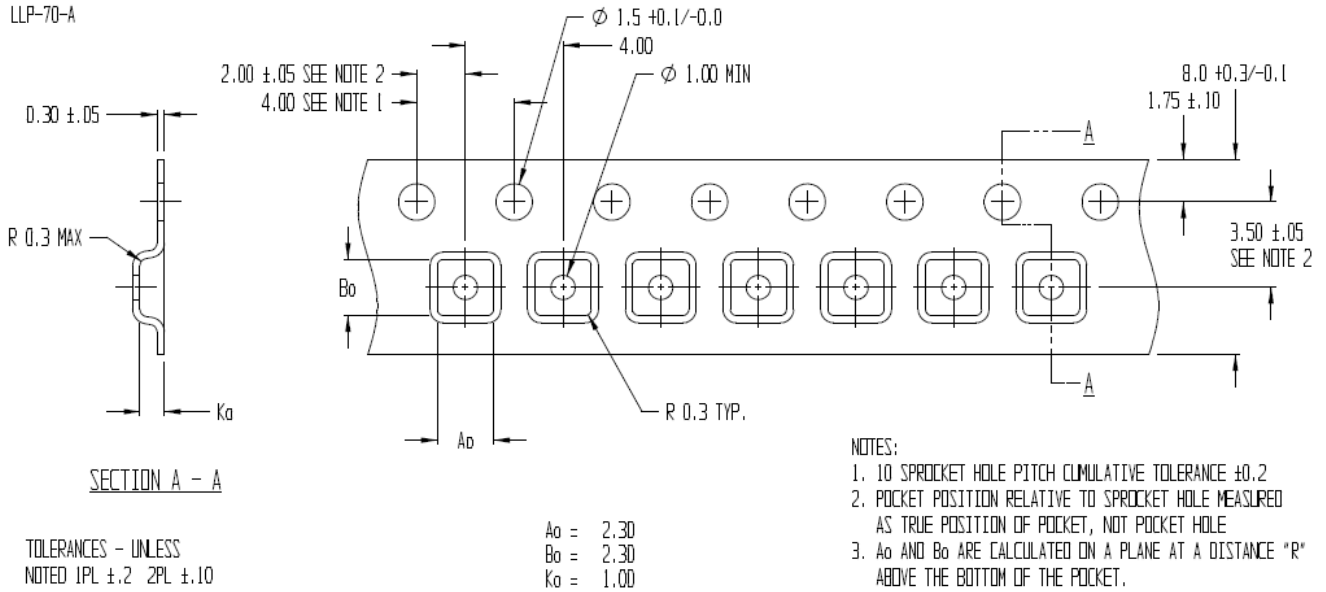 LLP-70-A
Ø 1.5 +0.1/-0.0
4.00
2.00 ±.05 SEE NOTE 2
Ø 1.00 MIN
4.00 SEE NOTE 1
8.0 +0.3/-0.1
1.75 ±.10
0.30 ±.05
A
R 0.3 MAX
3.50 ±.05
SEE NOTE 2
Bo
A
Ko
R 0.3 TYP.
Ao
SECTION A - A
NOTES:
1. 10 SPROCKET HOLE PITCH CUMULATIVE TOLERANCE ±0.2
2. POCKET POSITION RELATIVE TO SPROCKET HOLE MEASURED
AS TRUE POSITION OF POCKET, NOT POCKET HOLE
3. Ao AND Bo ARE CALCULATED ON A PLANE AT A DISTANCE "R"
ABOVE THE BOTTOM OF THE POCKET.
Ao = 2.30
Bo = 2.30
Ko = 1.00
TOLERANCES - UNLESS
NOTED 1PL ±.2 2PL ±.10